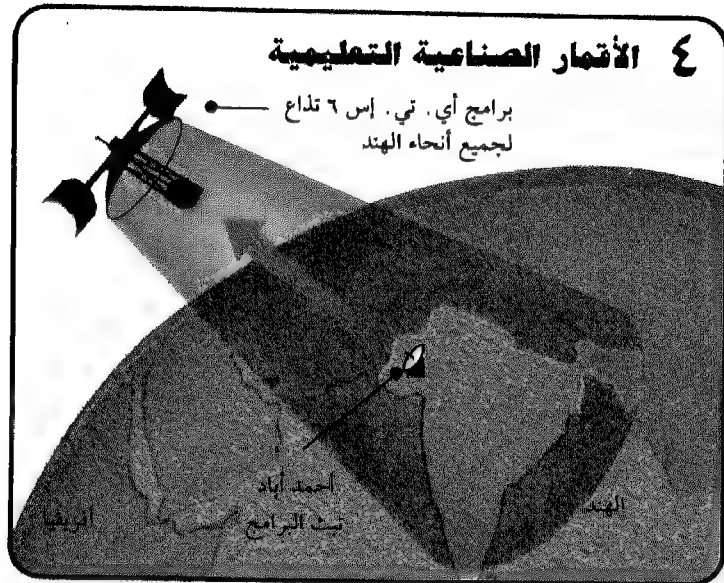 ٤ الأقمار الصناعية التعليمية
برامج أي. تي. إس ٦ تذاع
لجميع أنحاء الهند
أحمد أباد
تبث البرامج
الهند
أفريقيا